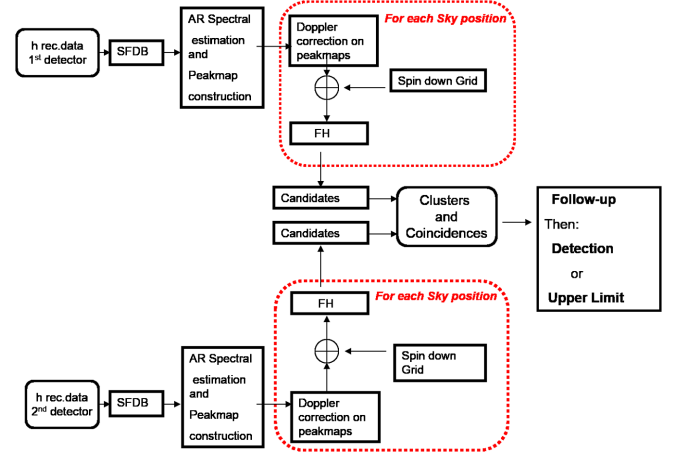 For each Sky position
h rec.data
1st detector
SFDB
AR Spectral
estimation
and
Peakmap
construction
Doppler
correction on
peakmaps
Spin down Grid
FH
Candidates
Candidates
Clusters
and
Coincidences
Follow-up
Then:
Detection
or
Upper Limit
For each Sky position
FH
Spin down
Grid
h rec.data
2nd detector
SFDB
AR Spectral
estimation
and
Peakmap
construction
Doppler
correction on
peakmaps